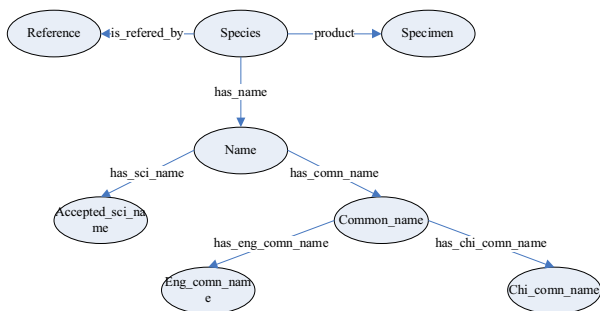 Reference
is_refered_by
Species
product
Specimen
has_name
Name
has_sci_name
has_comn_name
Accepted_sci_na
me
Common_name
has_eng_comn_name
has_chi_comn_name
Eng_comn_nam
e
Chi_comn_name